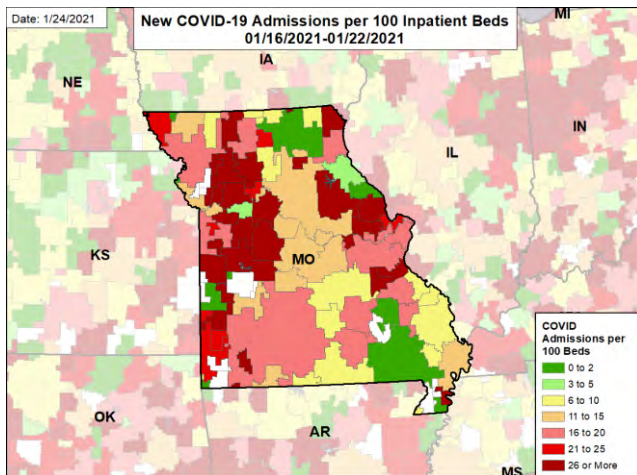 Date: 1/24/2021
New COVID-19 Admissions per 100 Inpatient Beds
01/16/2021-01/22/2021
MI
NE
IA
IL
IN
KS
MO
OK
AR
MS
COVID
Admissions per
100 Beds
0 to 2
3 to 5
6 to 10
11 to 15
16 to 20
21 to 25
26 or More